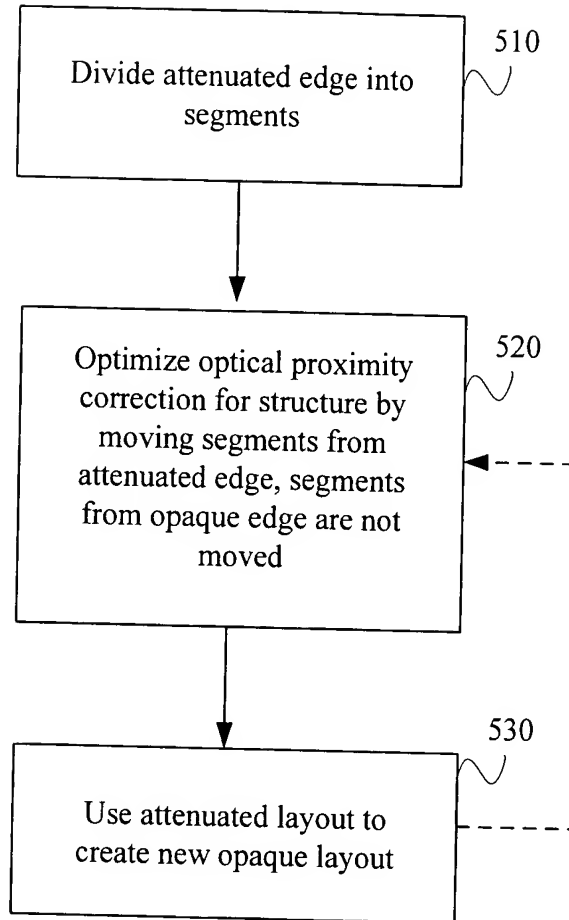 510
Divide attenuated edge into
segments
520
Optimize optical proximity
correction for structure by
moving segments from
attenuated edge, segments
from opaque edge are not
moved
530
Use attenuated layout to
create new opaque layout